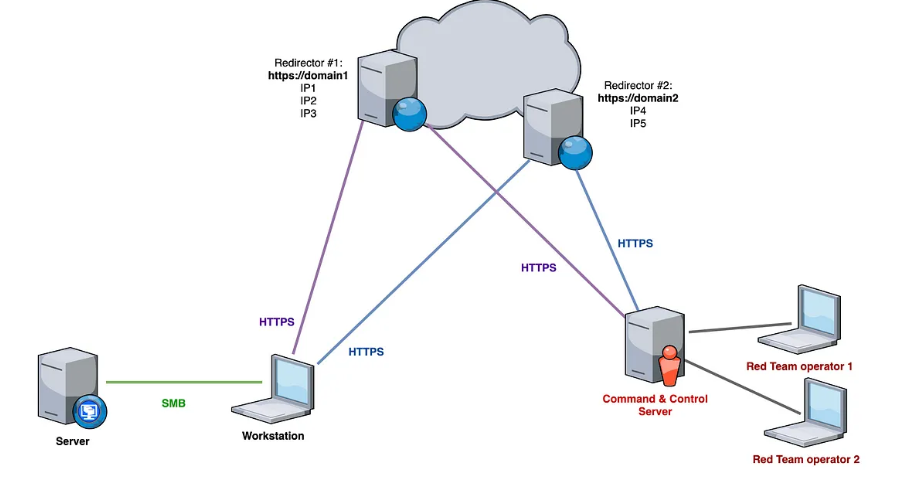 Redirector #1:
https://domain1
IP1
IP2
IP3
Redirector #2:
https://domain2
IP4
IP5
HTTPS
HTTPS
HTTPS
HTTPS
SMB
Server
Workstation
Command & Control
Server
Red Team operator 1
Red Team operator 2